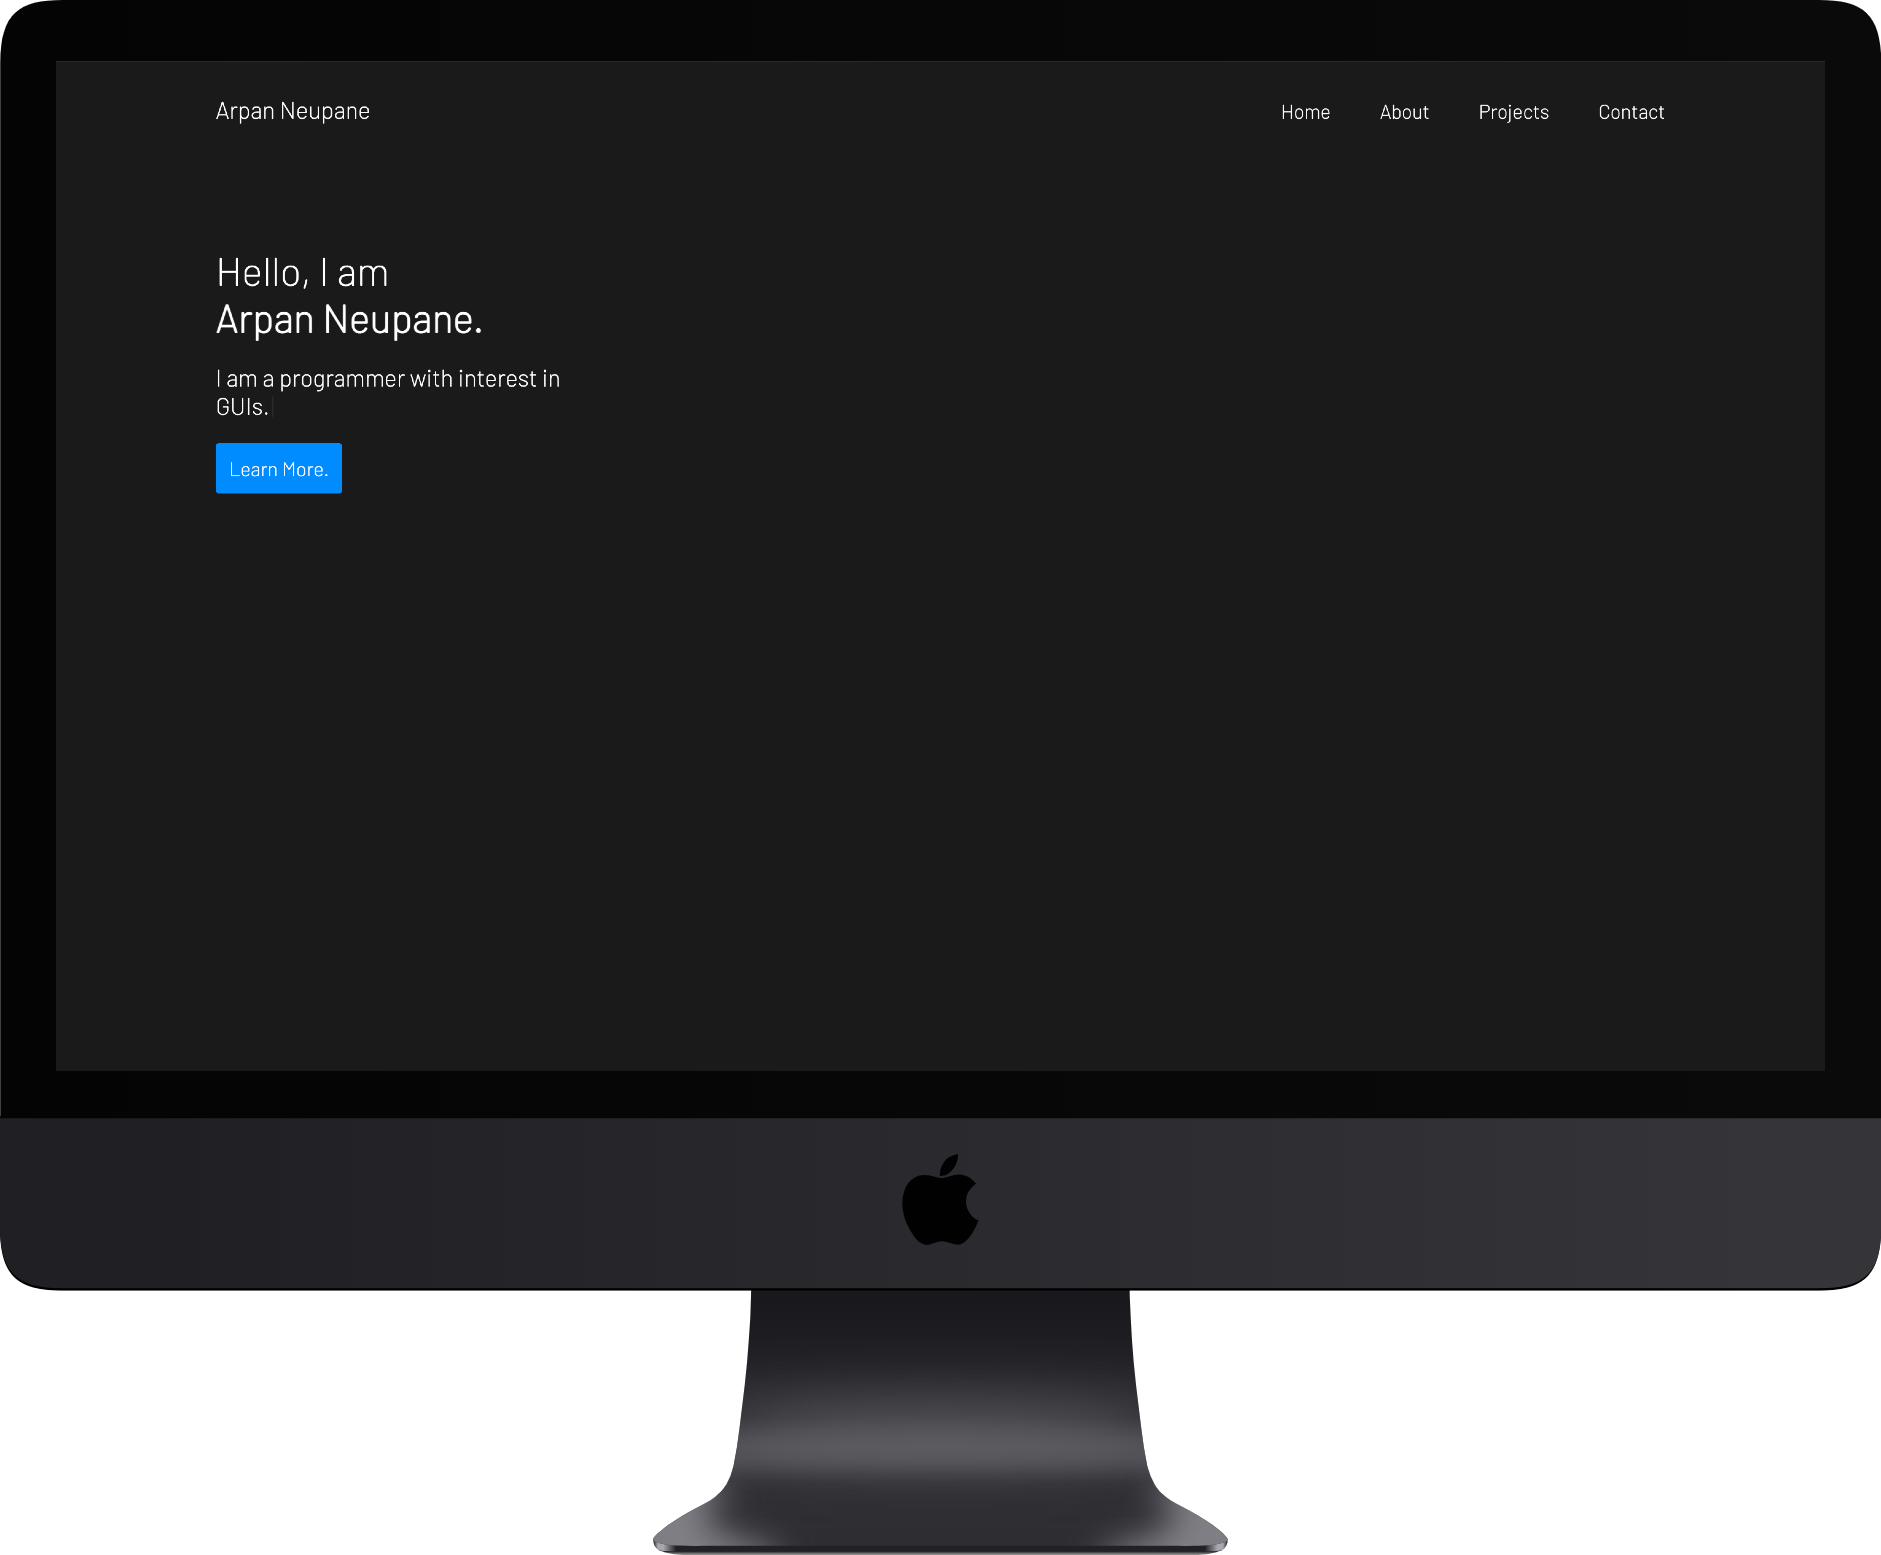 Arpan Neupane
Home About Projects Contact
Hello, I am
Arpan Neupane.
I am a programmer with interest in
GUIs.
Learn More.